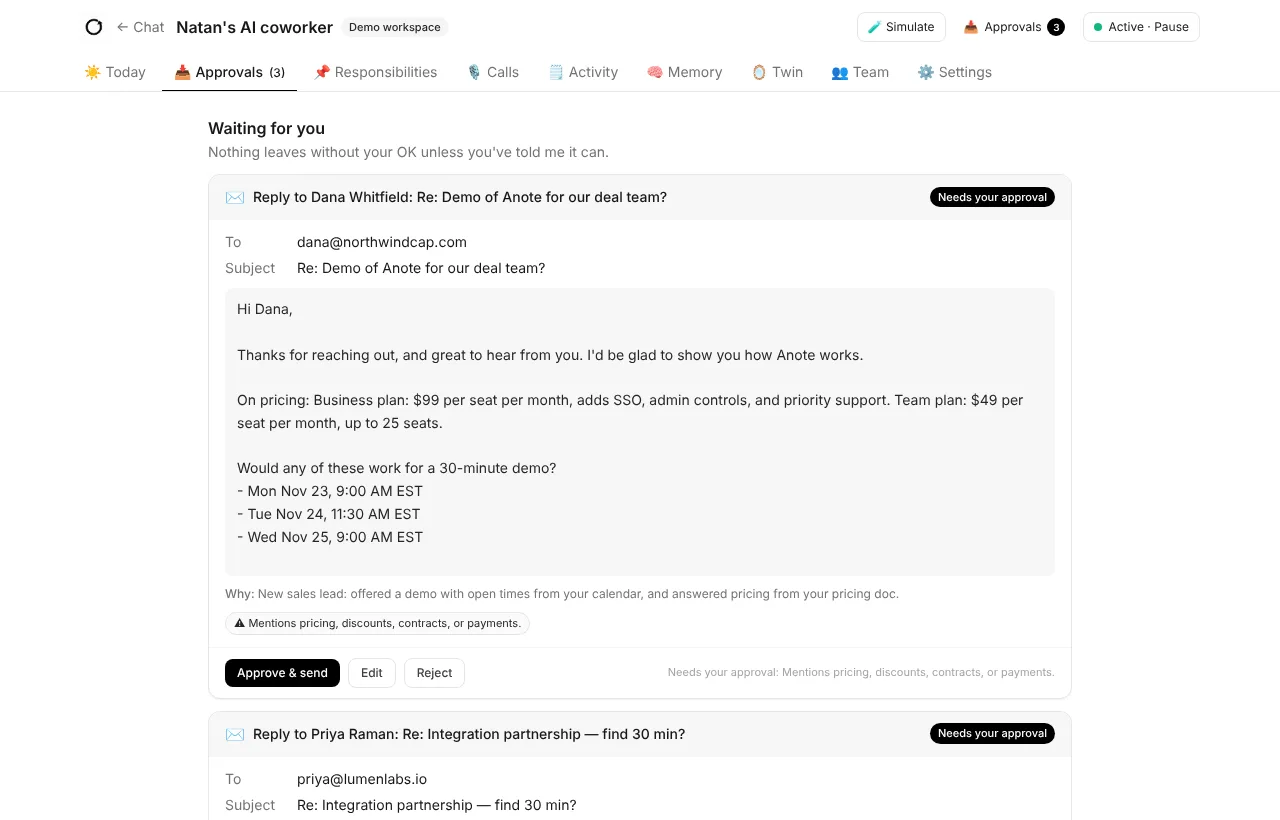 ← Chat Natan's AI coworker Demo workspace Simulate Approvals 3 Active · Pause
Today Approvals (3) Responsibilities Calls Activity Memory Twin Team Settings
Waiting for you
Nothing leaves without your OK unless you've told me it can.
Reply to Dana Whitfield: Re: Demo of Anote for our deal team? Needs your approval
To dana@northwindcap.com
Subject Re: Demo of Anote for our deal team?
Hi Dana,
Thanks for reaching out, and great to hear from you. I'd be glad to show you how Anote works.
On pricing: Business plan: $99 per seat per month, adds SSO, admin controls, and priority support. Team plan: $49 per
seat per month, up to 25 seats.
Would any of these work for a 30-minute demo?
- Mon Nov 23, 9:00 AM EST
- Tue Nov 24, 11:30 AM EST
- Wed Nov 25, 9:00 AM EST
Why: New sales lead: offered a demo with open times from your calendar, and answered pricing from your pricing doc.
⚠ Mentions pricing, discounts, contracts, or payments.
Approve & send Edit Reject Needs your approval: Mentions pricing, discounts, contracts, or payments.
Reply to Priya Raman: Re: Integration partnership — find 30 min? Needs your approval
To priya@lumenlabs.io
Subject Re: Integration partnership — find 30 min?